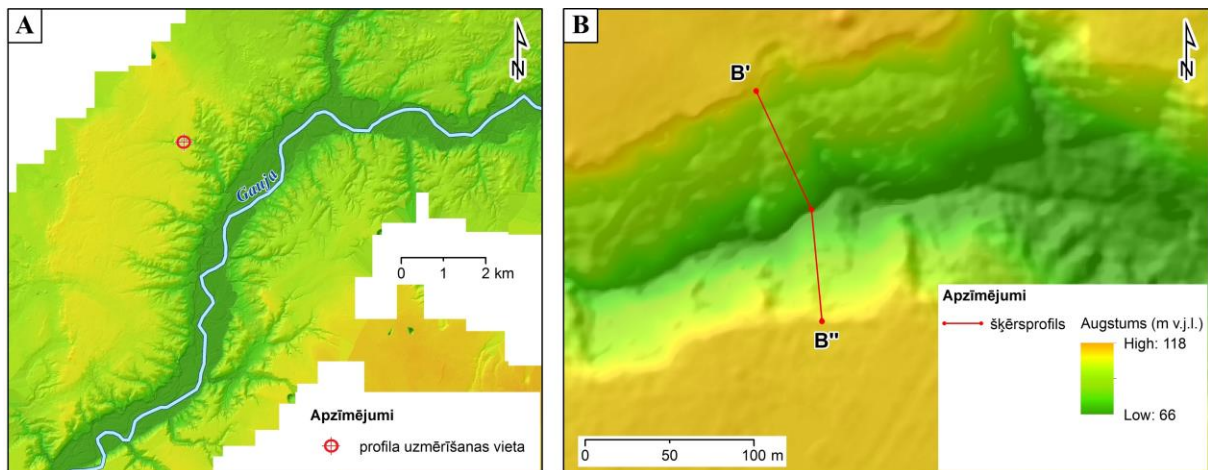 A
N
Gauja
0 1 2 km
Apzīmējumi
profila uzmērīšanas vieta
B
N
B'
B"
Apzīmējumi
šķērsprofils
Augstums (m v.j.l.)
High: 118
Low: 66
0 50 100 m